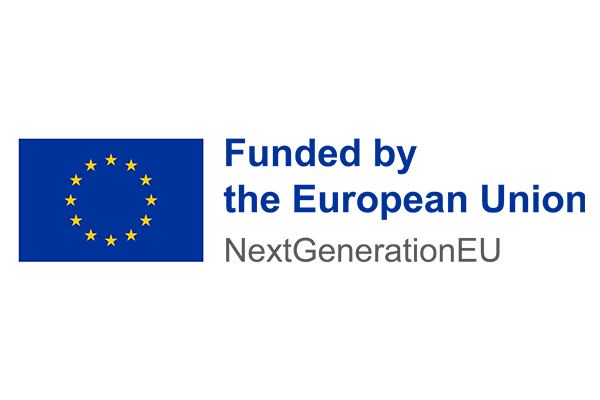 Funded by
the European Union
NextGenerationEU